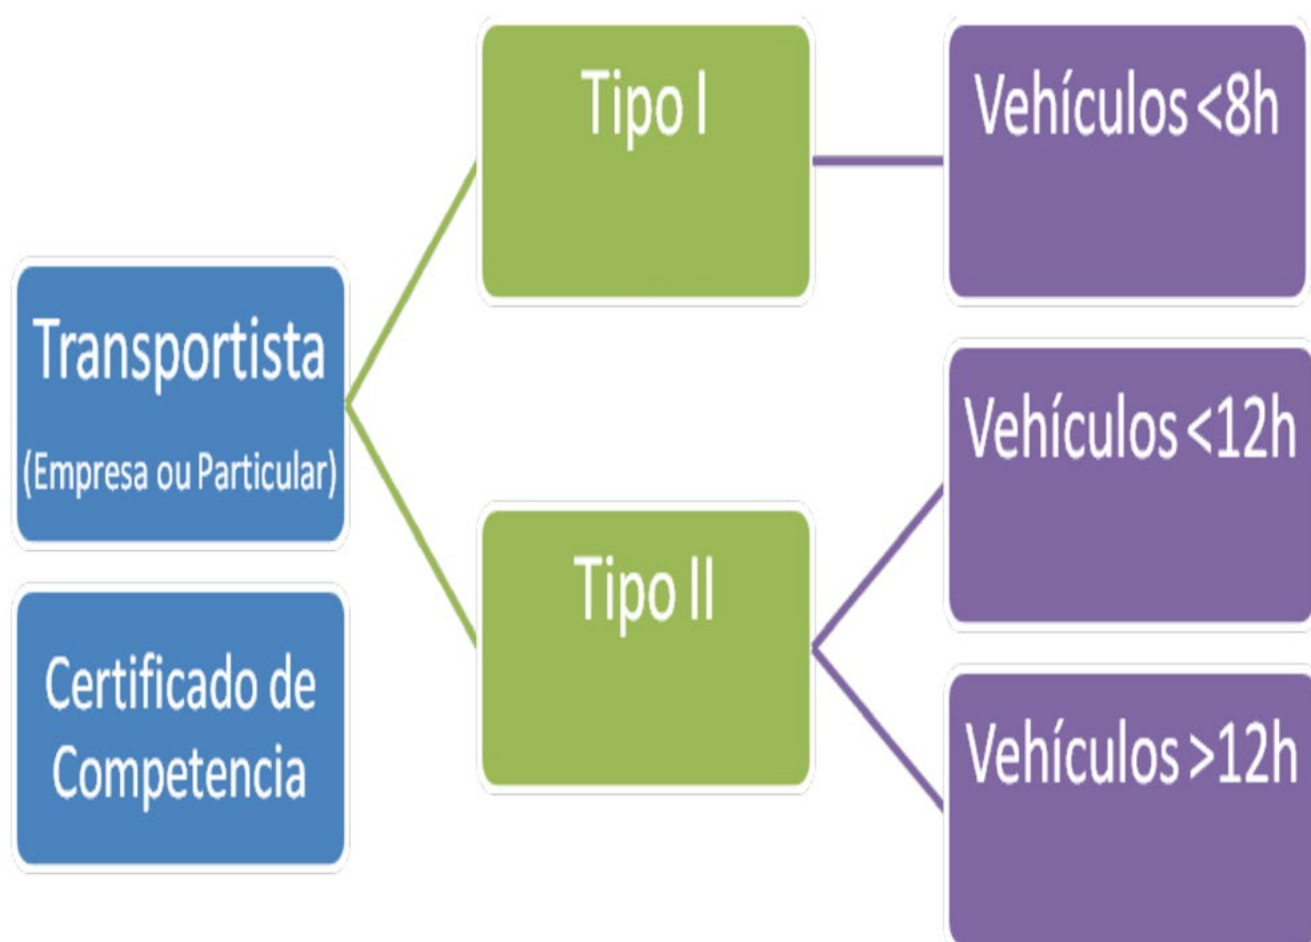 Transportista
(Empresa ou Particular)
Certificado de
Competencia
Tipo I
Tipo II
Vehículos <8h
Vehículos <12h
Vehículos >12h